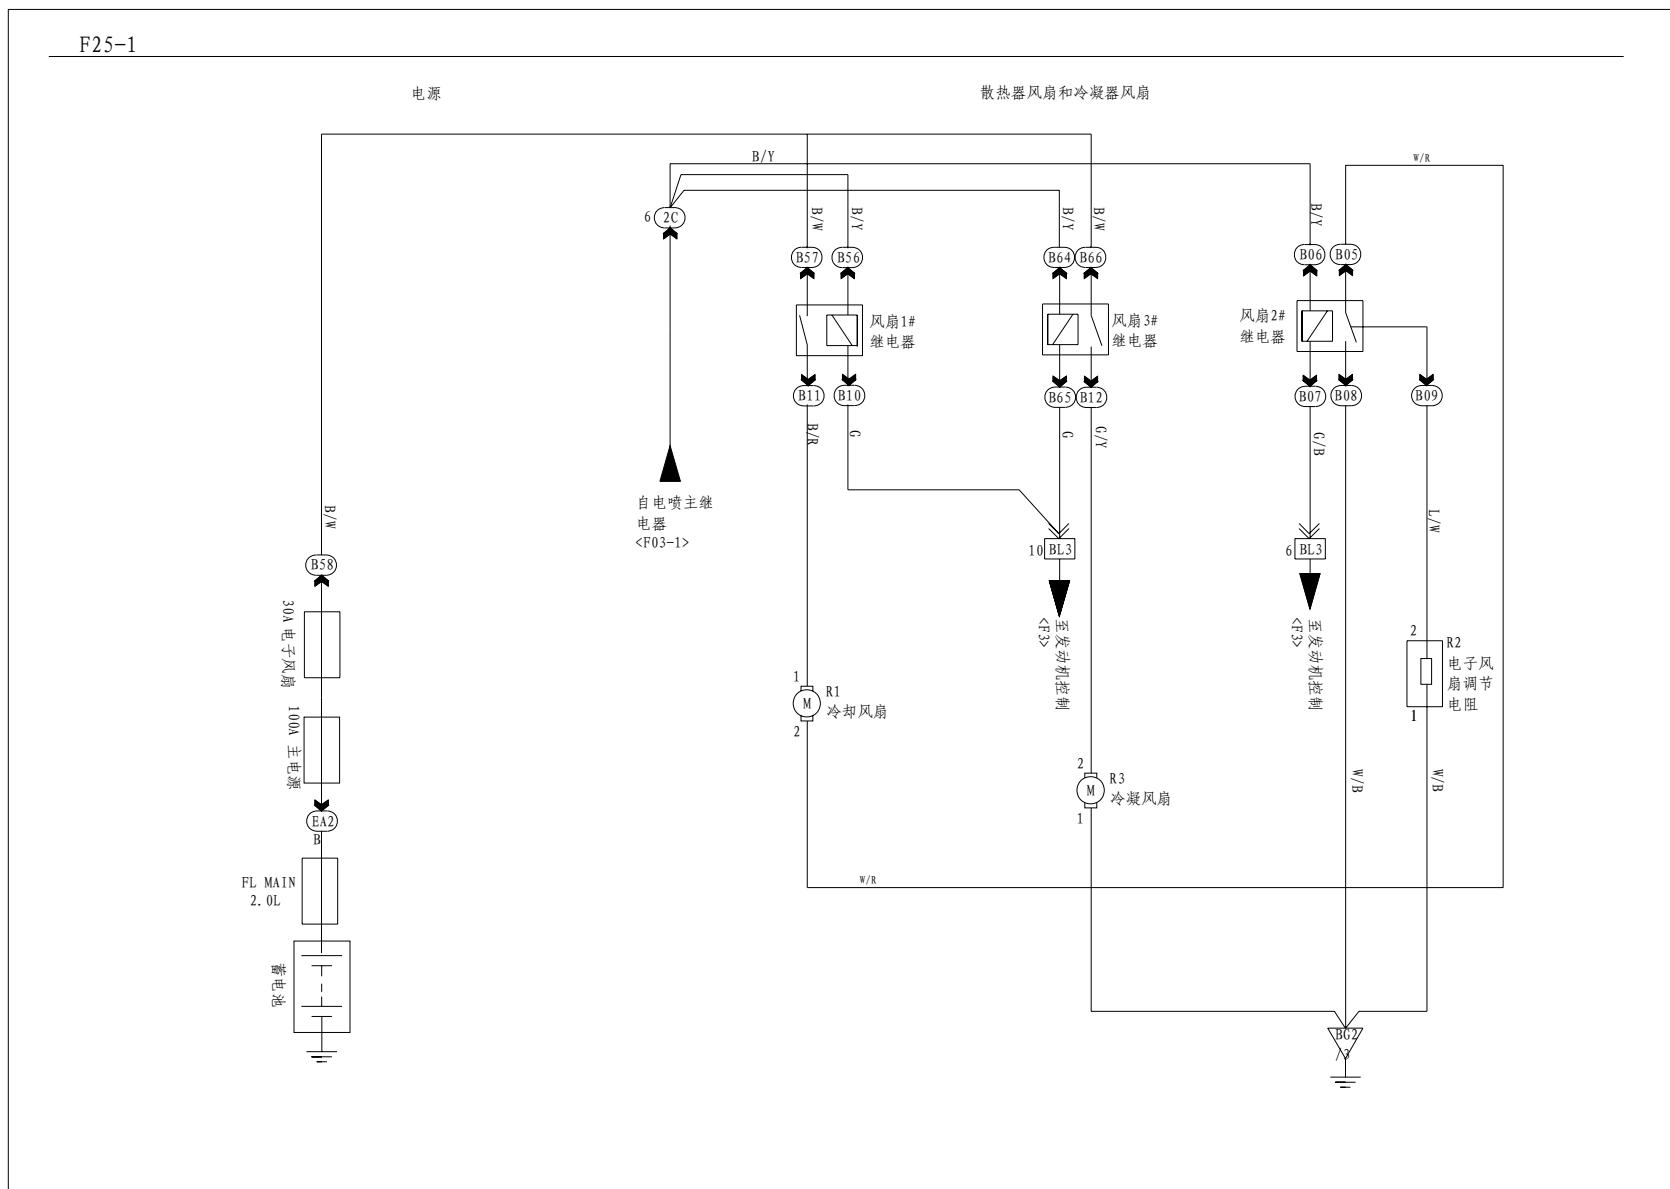 F25-1
电源
散热器风扇和冷凝器风扇
B/Y
W/R
6
2C
B/W
B/Y
B/Y
B/W
B/Y
B57
B56
B64
B66
B06
B05
风扇1#
继电器
风扇3#
继电器
风扇2#
继电器
B11
B10
B65
B12
B07
B08
B09
B/R
G
G
G/Y
G/B
自电喷主继
电器
<F03-1>
B/W
L/W
10
BL3
6
BL3
B58
30A 电子风扇
至发动机控制
<F3>
至发动机控制
<F3>
2
R2
电子风
扇调节
电阻
1
1
M
R1
冷却风扇
2
100A 主电源
2
M
R3
冷凝风扇
1
W/B
W/B
EA2
B
FL MAIN
2.0L
W/R
蓄电池
BG2
/3